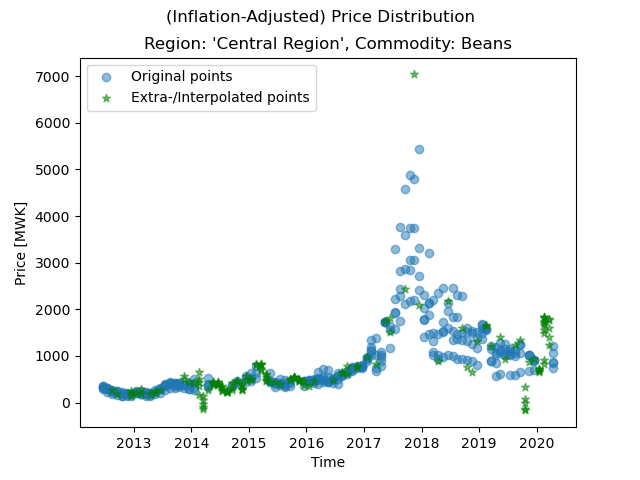 (Inflation-Adjusted) Price Distribution
Region: 'Central Region', Commodity: Beans
Original points
Extra-/Interpolated points
7000
6000
5000
4000
3000
2000
1000
0
Price [MWK]
2013 2014 2015 2016 2017 2018 2019 2020
Time